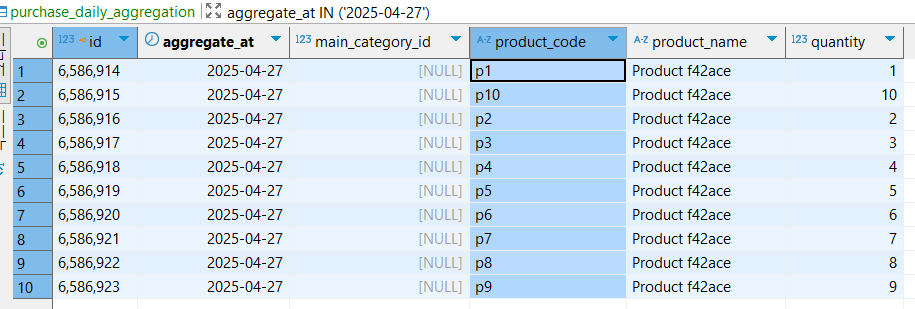 purchase_daily_aggregation aggregate_at IN ('2025-04-27')
123 id aggregate_at 123 main_category_id A-Z product_code A-Z product_name 123 quantity
1 6,586,914 2025-04-27 [NULL] p1 Product f42ace 1
2 6,586,915 2025-04-27 [NULL] p10 Product f42ace 10
3 6,586,916 2025-04-27 [NULL] p2 Product f42ace 2
4 6,586,917 2025-04-27 [NULL] p3 Product f42ace 3
5 6,586,918 2025-04-27 [NULL] p4 Product f42ace 4
6 6,586,919 2025-04-27 [NULL] p5 Product f42ace 5
7 6,586,920 2025-04-27 [NULL] p6 Product f42ace 6
8 6,586,921 2025-04-27 [NULL] p7 Product f42ace 7
9 6,586,922 2025-04-27 [NULL] p8 Product f42ace 8
10 6,586,923 2025-04-27 [NULL] p9 Product f42ace 9